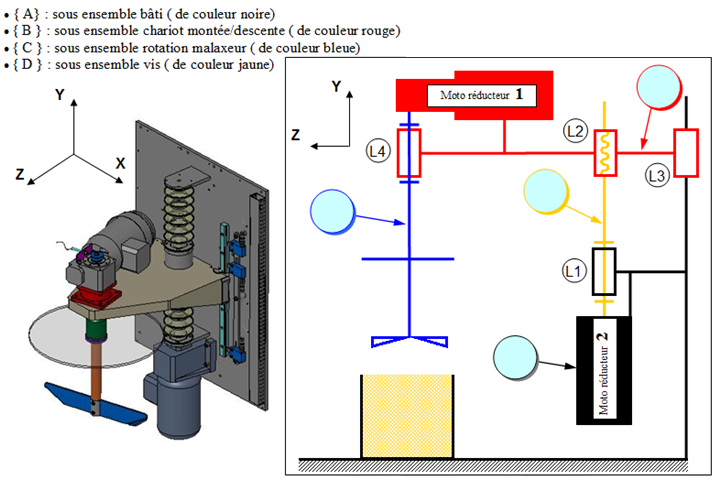 • { A} : sous ensemble bâti ( de couleur noire)
• { B } : sous ensemble chariot montée/descente ( de couleur rouge)
• { C } : sous ensemble rotation malaxeur ( de couleur bleue)
• { D } : sous ensemble vis ( de couleur jaune)
Y
X
Z
Y
Z
Moto réducteur 1
L4
L2
L3
L1
Moto réducteur 2